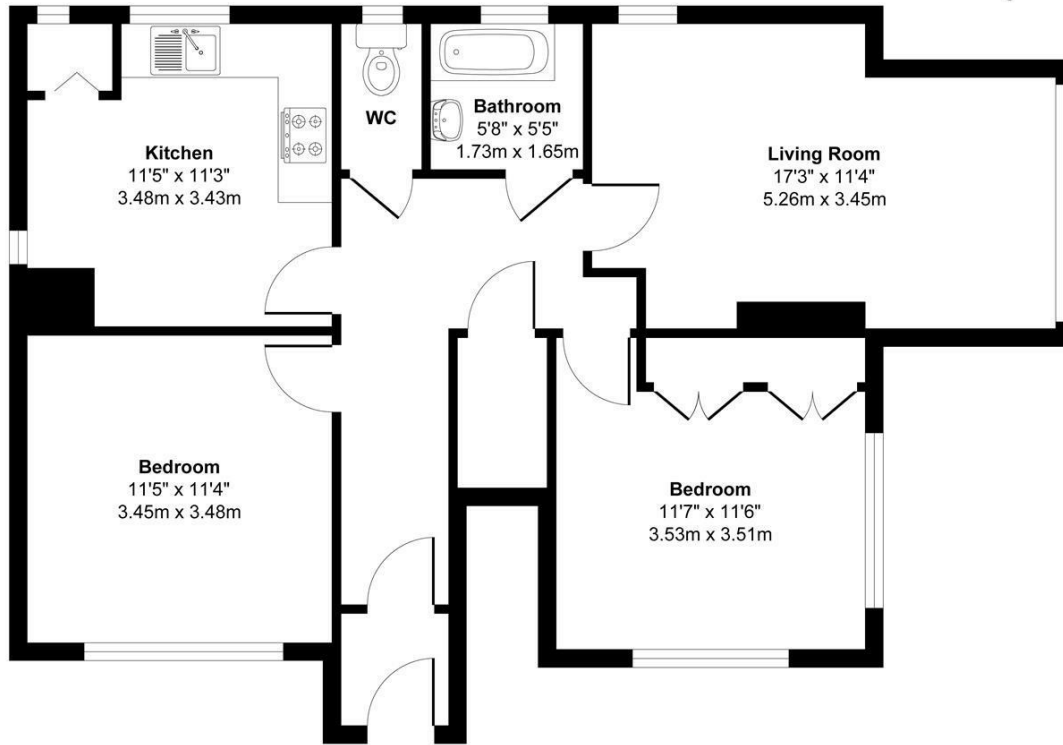 Kitchen
11'5" x 11'3"
3.48m x 3.43m
WC
Bathroom
5'8" x 5'5"
1.73m x 1.65m
Living Room
17'3" x 11'4"
5.26m x 3.45m
Bedroom
11'5" x 11'4"
3.45m x 3.48m
Bedroom
11'7" x 11'6"
3.53m x 3.51m